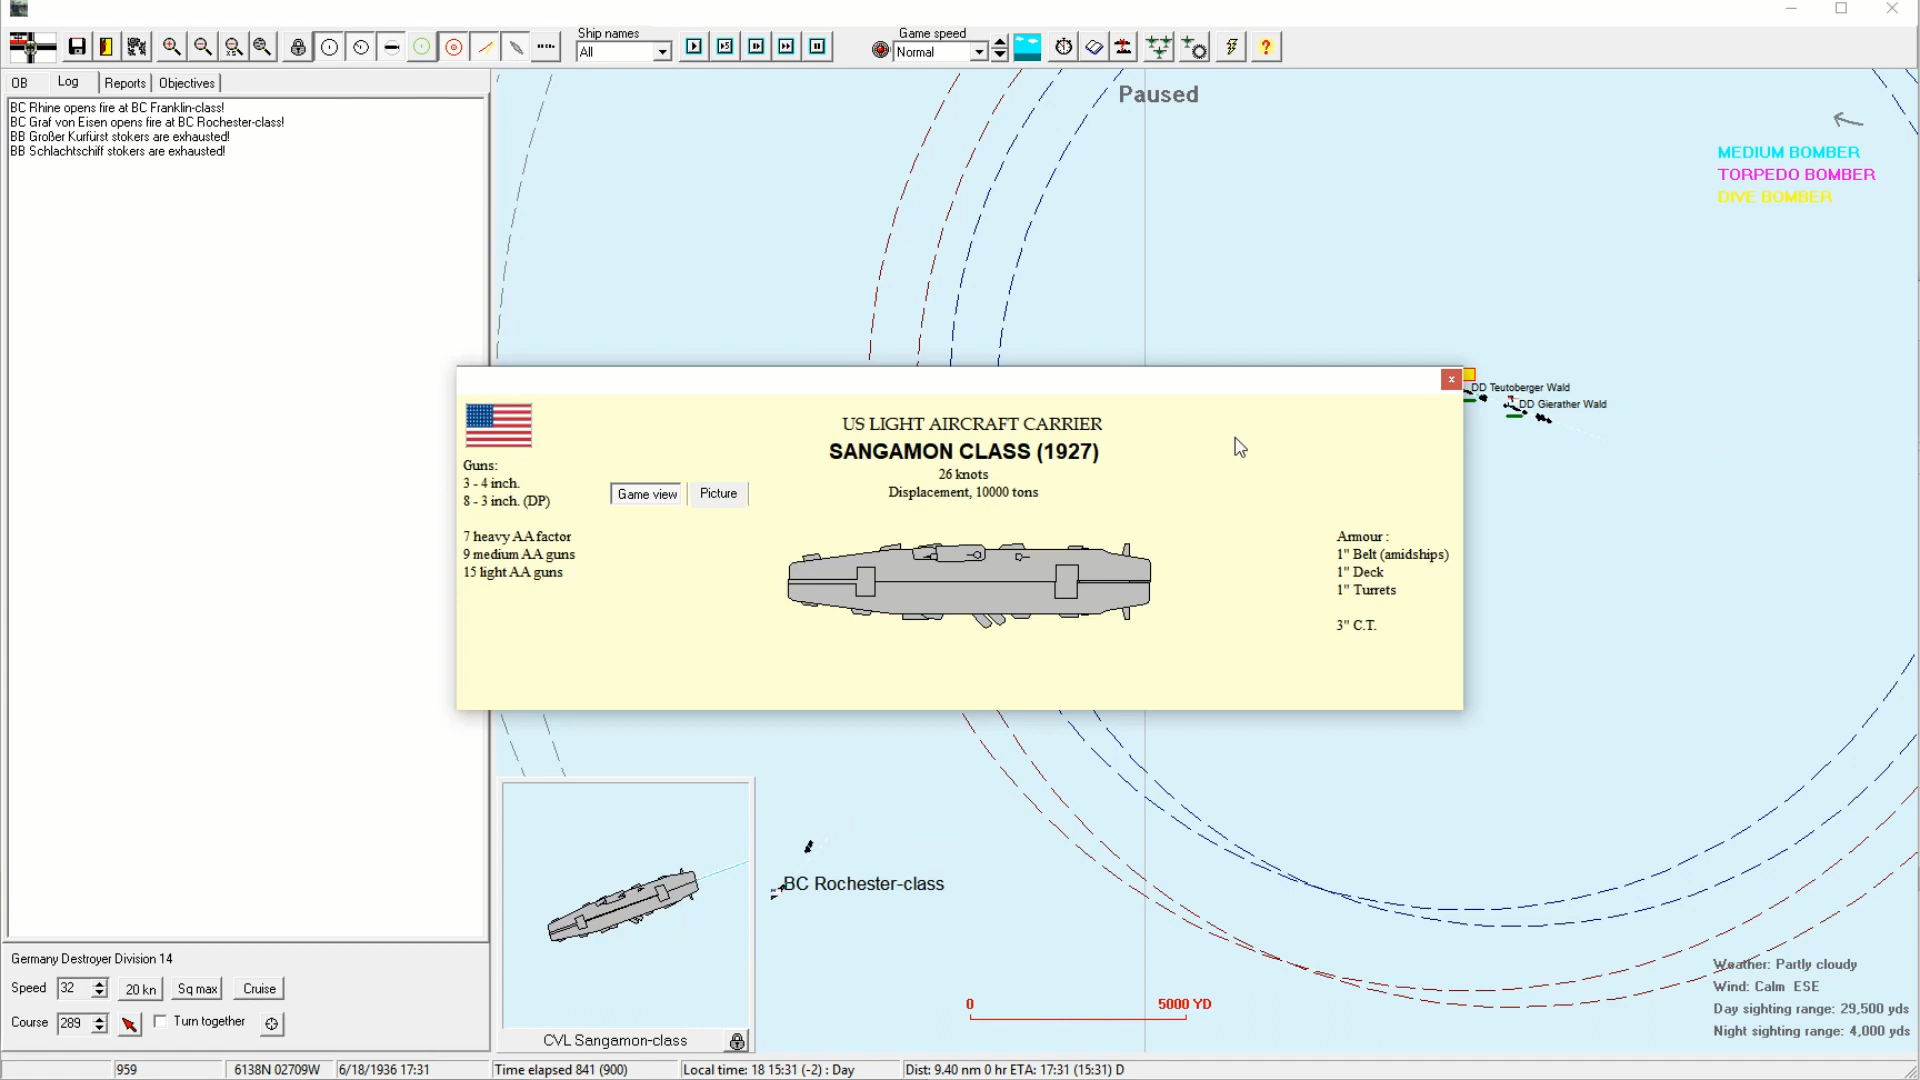 Ship names
All
Game speed
Normal
OB
Log
Reports
Objectives
BC Rhine opens fire at BC Franklin-class!
BC Graf von Eisen opens fire at BC Rochester-class!
BB Großer Kurfürst stokers are exhausted!
BB Schlachtschiff stokers are exhausted!
Paused
MEDIUM BOMBER
TORPEDO BOMBER
DIVE BOMBER
DD Teutoberger Wald
DD Gierather Wald
US LIGHT AIRCRAFT CARRIER
SANGAMON CLASS (1927)
26 knots
Displacement, 10000 tons
Guns:
3 - 4 inch.
8 - 3 inch. (DP)
Game view
Picture
7 heavy AA factor
9 medium AA guns
15 light AA guns
Armour :
1" Belt (amidships)
1" Deck
1" Turrets
3" C.T.
BC Rochester-class
CVL Sangamon-class
0 5000 YD
Weather: Partly cloudy
Wind: Calm ESE
Day sighting range: 29,500 yds
Night sighting range: 4,000 yds
Germany Destroyer Division 14
Speed 32 20 kn Sq max Cruise
Course 289 Turn together
959 6138N 02709W 6/18/1936 17:31 Time elapsed 841 (900) Local time: 18 15:31 (-2) : Day Dist: 9.40 nm 0 hr ETA: 17:31 (15:31) D